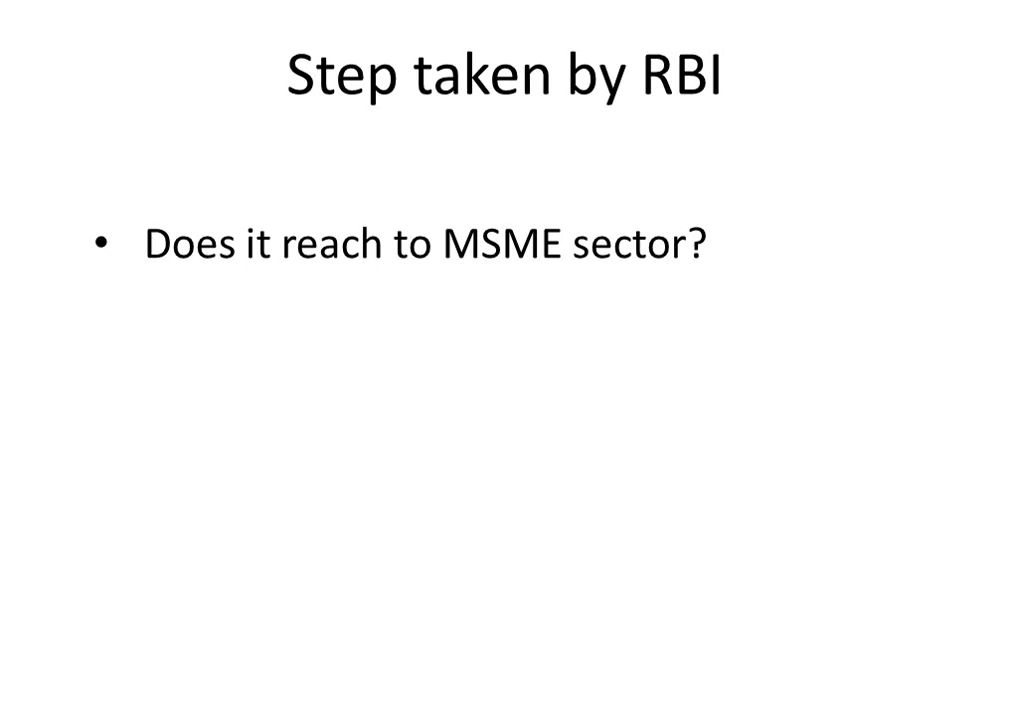 Step taken by RBI
• Does it reach to MSME sector?